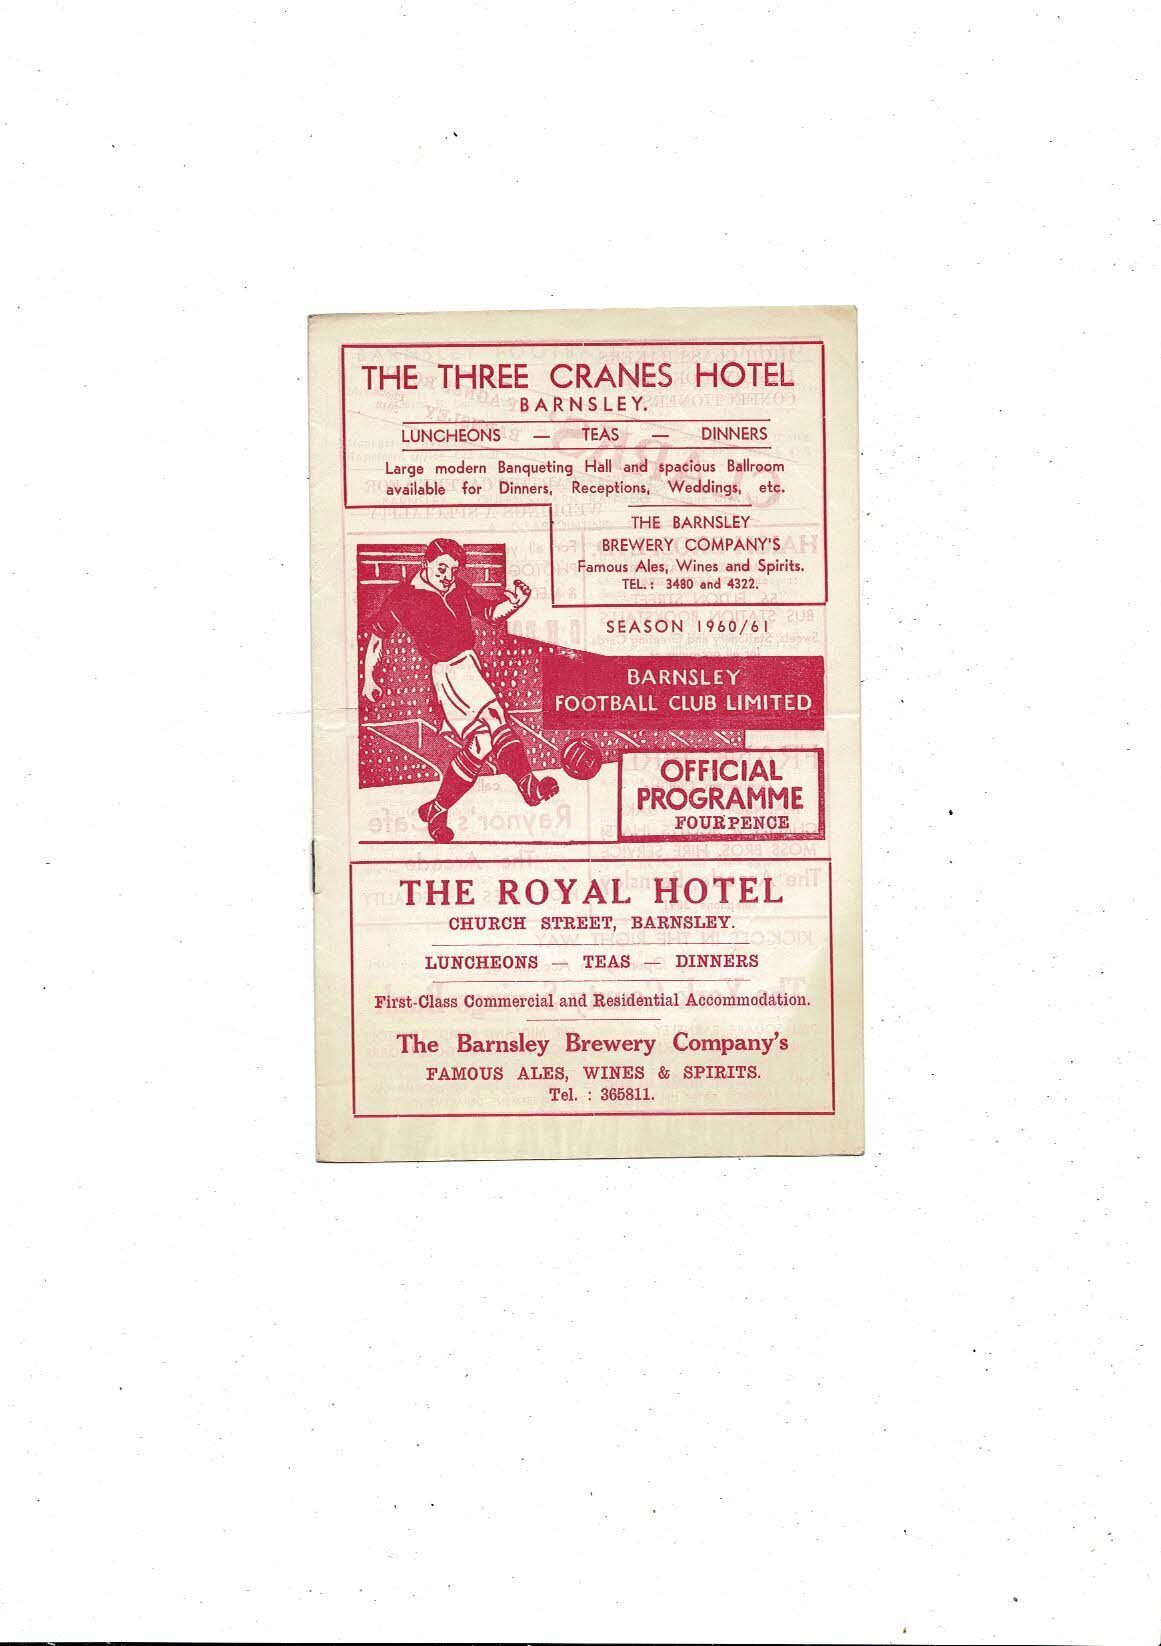 THE THREE CRANES HOTEL
BARNSLEY.
LUNCHEONS — TEAS — DINNERS
Large modern Banqueting Hall and spacious Ballroom
available for Dinners, Receptions, Weddings, etc.
THE BARNSLEY
BREWERY COMPANY'S
Famous Ales, Wines and Spirits.
TEL.: 3480 and 4322.
SEASON 1960/61
BARNSLEY
FOOTBALL CLUB LIMITED
OFFICIAL
PROGRAMME
FOURPENCE
THE ROYAL HOTEL
CHURCH STREET, BARNSLEY.
LUNCHEONS — TEAS — DINNERS
First-Class Commercial and Residential Accommodation.
The Barnsley Brewery Company's
FAMOUS ALES, WINES & SPIRITS.
Tel. : 365811.